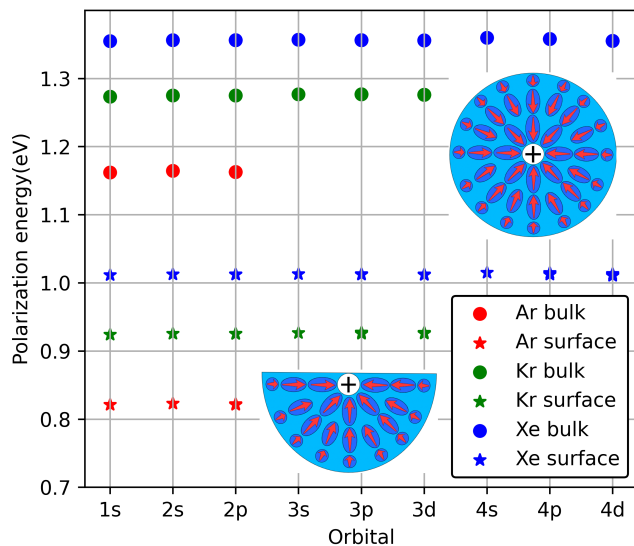 Polarization energy(eV)
1.3
1.2
1.1
1.0
0.9
0.8
0.7
+
+
Ar bulk
Ar surface
Kr bulk
Kr surface
Xe bulk
Xe surface
1s 2s 2p 3s 3p 3d 4s 4p 4d
Orbital